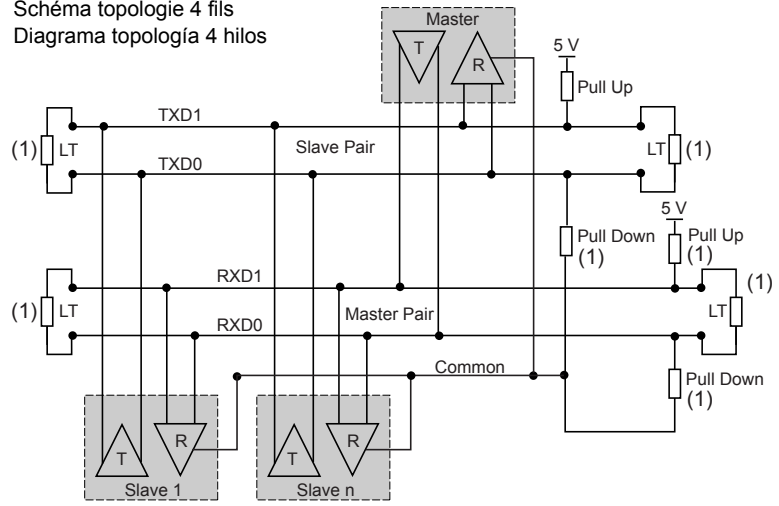 Schéma topologie 4 fils
Diagrama topología 4 hilos
Master
T
R
5 V
Pull Up
TXD1
(1)
LT
Slave Pair
LT
(1)
TXD0
5 V
Pull Down
(1)
Pull Up
(1)
RXD1
(1)
(1)
LT
Master Pair
LT
RXD0
Common
Pull Down
(1)
T
R
T
R
Slave 1
Slave n